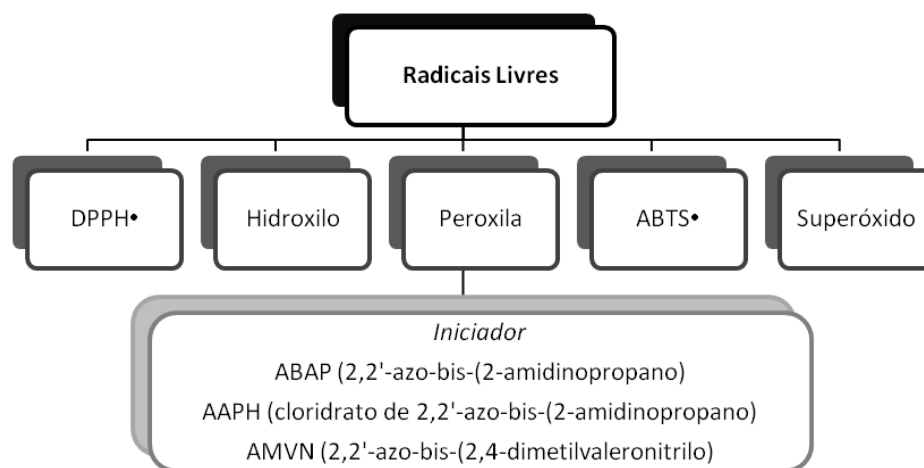 Radicais Livres
DPPH•
Hidroxilo
Peroxila
ABTS•
Superóxido
Iniciador
ABAP (2,2'-azo-bis-(2-amidinopropano)
AAPH (cloridrato de 2,2'-azo-bis-(2-amidinopropano)
AMVN (2,2'-azo-bis-(2,4-dimetilvaleronitrilo)